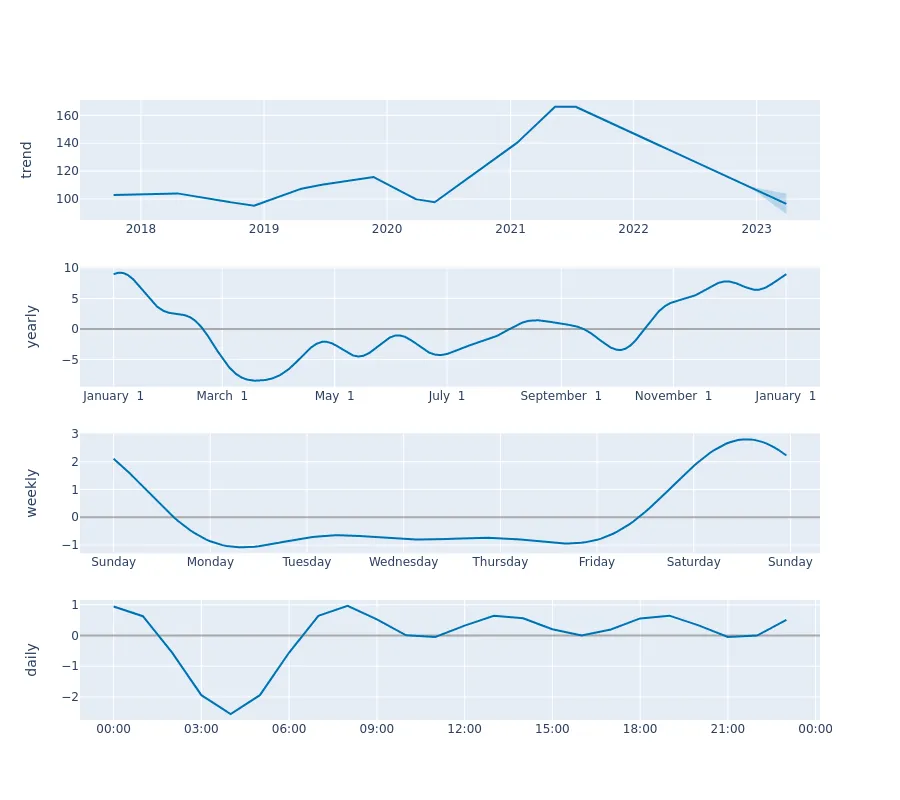 trend
160
140
120
100
2018 2019 2020 2021 2022 2023
yearly
10
5
0
−5
January 1 March 1 May 1 July 1 September 1 November 1 January 1
weekly
3
2
1
0
−1
Sunday Monday Tuesday Wednesday Thursday Friday Saturday Sunday
daily
1
0
−1
−2
00:00 03:00 06:00 09:00 12:00 15:00 18:00 21:00 00:00